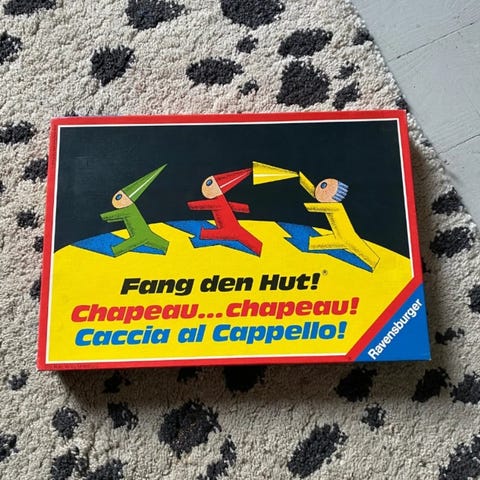 Fang den Hut!®
Chapeau...chapeau!
Caccia al Cappello!
Ravensburger